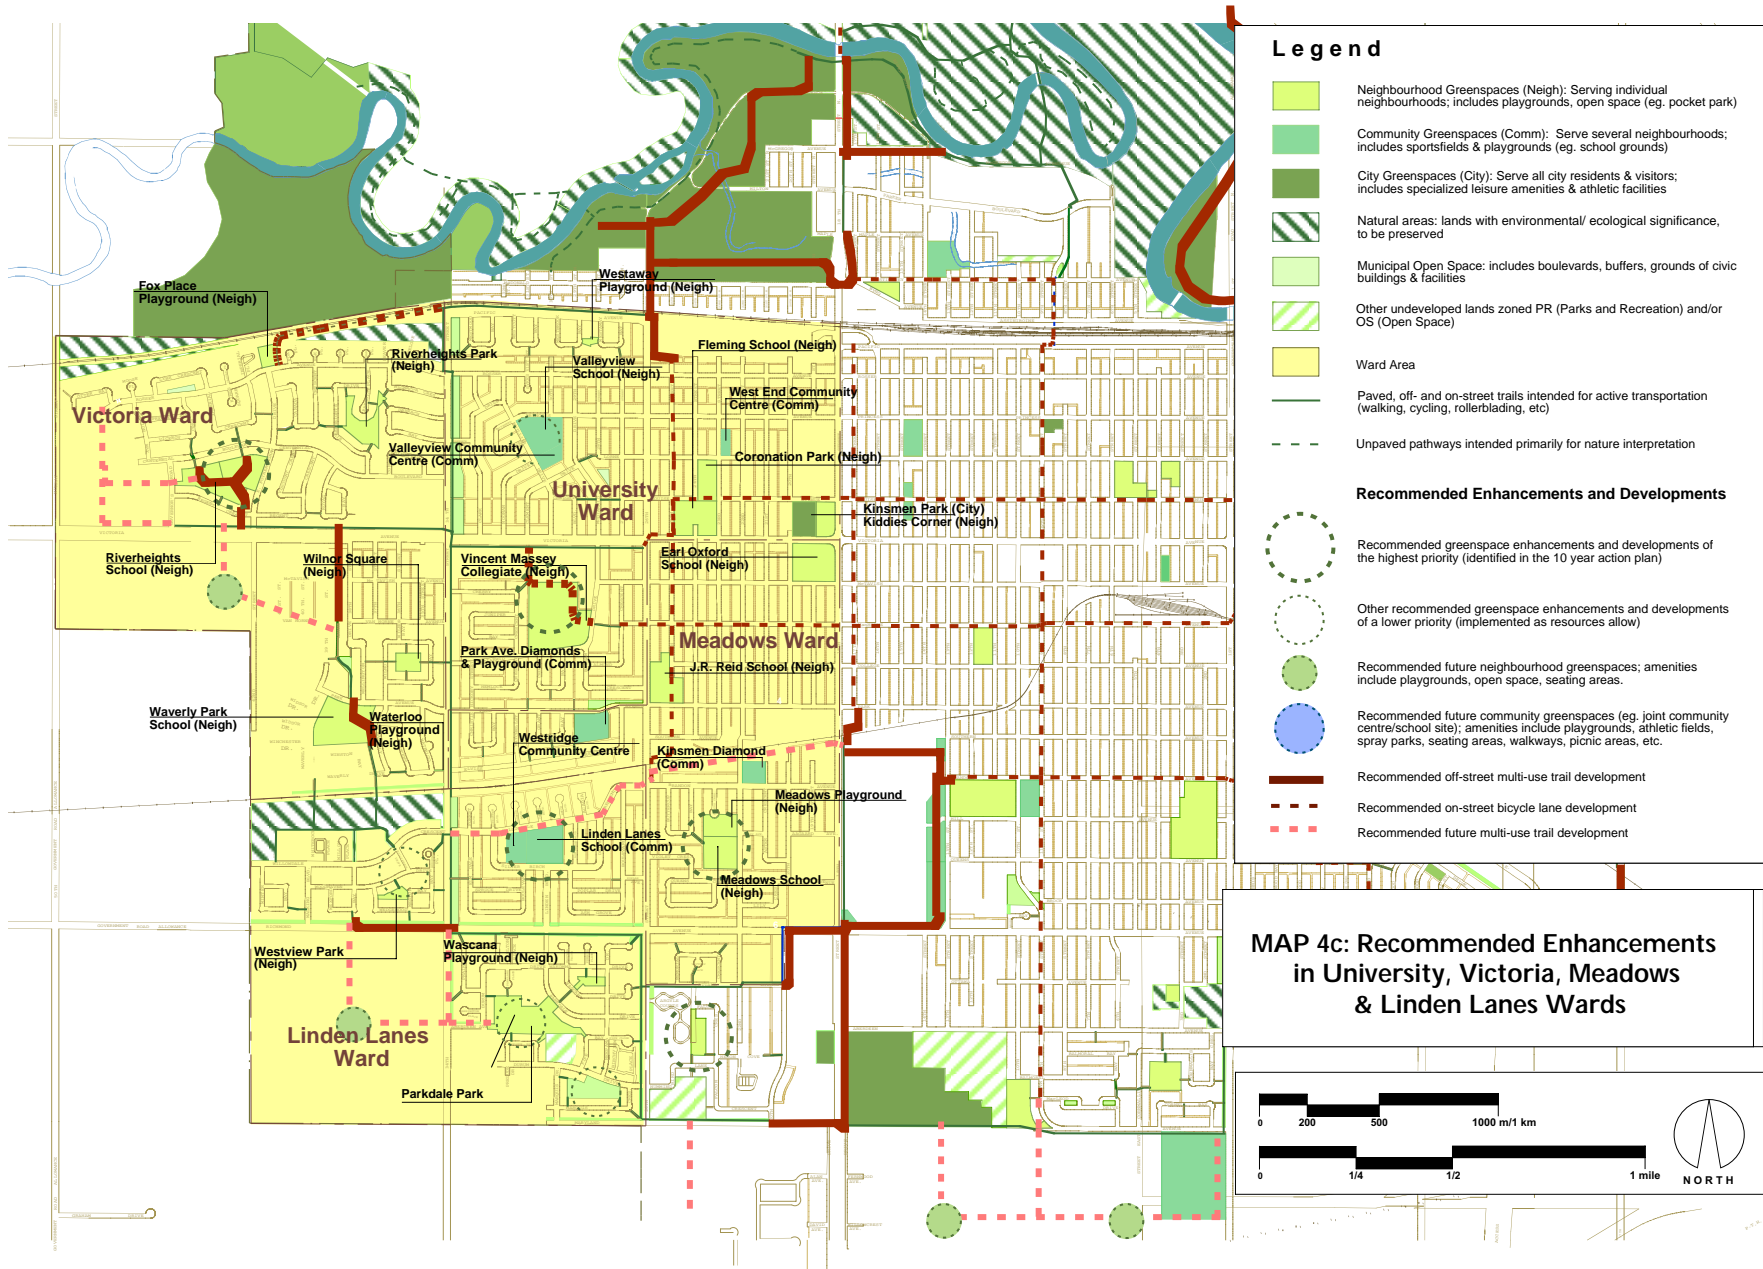 Legend
Neighbourhood Greenspaces (Neigh): Serving individual
neighbourhoods; includes playgrounds, open space (eg. pocket park)
Community Greenspaces (Comm): Serve several neighbourhoods;
includes sportsfields & playgrounds (eg. school grounds)
City Greenspaces (City): Serve all city residents & visitors;
includes specialized leisure amenities & athletic facilities
Natural areas: lands with environmental/ ecological significance,
to be preserved
Municipal Open Space: includes boulevards, buffers, grounds of civic
buildings & facilities
Other undeveloped lands zoned PR (Parks and Recreation) and/or
OS (Open Space)
Ward Area
Paved, off- and on-street trails intended for active transportation
(walking, cycling, rollerblading, etc)
Unpaved pathways intended primarily for nature interpretation
Recommended Enhancements and Developments
Recommended greenspace enhancements and developments of
the highest priority (identified in the 10 year action plan)
Other recommended greenspace enhancements and developments
of a lower priority (implemented as resources allow)
Recommended future neighbourhood greenspaces; amenities
include playgrounds, open space, seating areas.
Recommended future community greenspaces (eg. joint community
centre/school site); amenities include playgrounds, athletic fields,
spray parks, seating areas, walkways, picnic areas, etc.
Recommended off-street multi-use trail development
Recommended on-street bicycle lane development
Recommended future multi-use trail development
MAP 4c: Recommended Enhancements
in University, Victoria, Meadows
& Linden Lanes Wards
0 200 500 1000 m/1 km
0 1/4 1/2 1 mile
NORTH
Fox Place
Playground (Neigh)
Westaway
Playground (Neigh)
Riverheights Park
(Neigh)
Valleyview
School (Neigh)
Fleming School (Neigh)
West End Community
Centre (Comm)
Victoria Ward
Valleyview Community
Centre (Comm)
Coronation Park (Neigh)
University
Ward
Kinsmen Park (City)
Kiddies Corner (Neigh)
Riverheights
School (Neigh)
Wilnor Square
(Neigh)
Vincent Massey
Collegiate (Neigh)
Earl Oxford
School (Neigh)
Meadows Ward
Park Ave. Diamonds
& Playground (Comm)
J.R. Reid School (Neigh)
Waverly Park
School (Neigh)
Waterloo
Playground
(Neigh)
Westridge
Community Centre
Kinsmen Diamond
(Comm)
Meadows Playground
(Neigh)
Linden Lanes
School (Comm)
Meadows School
(Neigh)
Westview Park
(Neigh)
Wascana
Playground (Neigh)
Linden Lanes
Ward
Parkdale Park